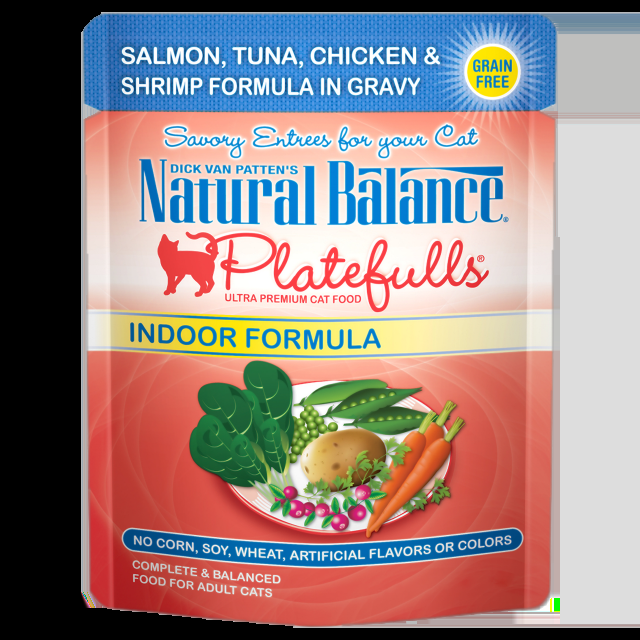 SALMON, TUNA, CHICKEN &
SHRIMP FORMULA IN GRAVY
GRAIN
FREE
Savory Entrees for your Cat
DICK VAN PATTEN'S
Natural Balance®
Platefulls®
ULTRA PREMIUM CAT FOOD
INDOOR FORMULA
NO CORN, SOY, WHEAT, ARTIFICIAL FLAVORS OR COLORS
COMPLETE & BALANCED
FOOD FOR ADULT CATS